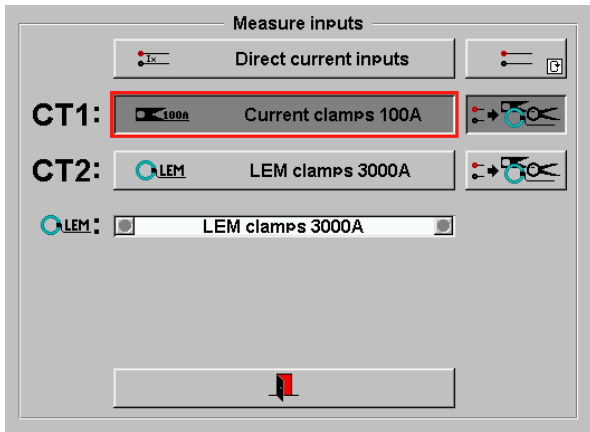 Measure inputs
Ix Direct current inputs
CT1: 100A Current clamps 100A
CT2: LEM LEM clamps 3000A
LEM: LEM clamps 3000A